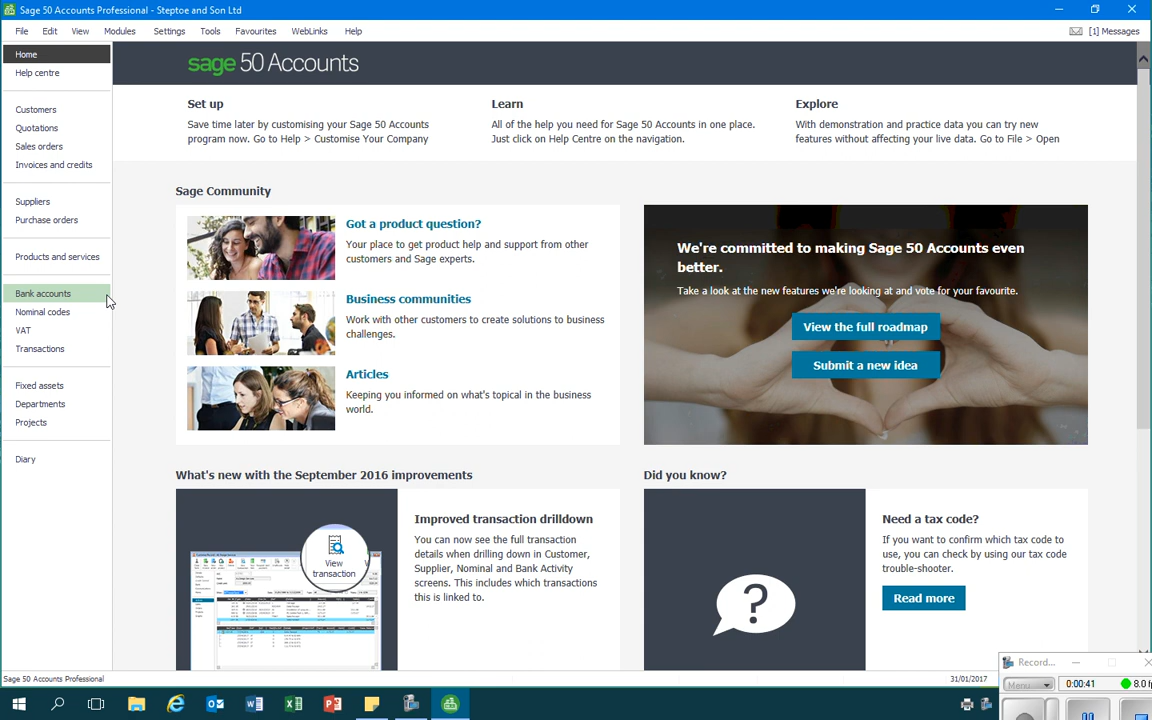 Sage 50 Accounts Professional - Steptoe and Son Ltd
File Edit View Modules Settings Tools Favourites WebLinks Help [1] Messages
Home
Help centre
Customers
Quotations
Sales orders
Invoices and credits
Suppliers
Purchase orders
Products and services
Bank accounts
Nominal codes
VAT
Transactions
Fixed assets
Departments
Projects
Diary
sage 50 Accounts
Set up
Save time later by customising your Sage 50 Accounts
program now. Go to Help > Customise Your Company
Learn
All of the help you need for Sage 50 Accounts in one place.
Just click on Help Centre on the navigation.
Explore
With demonstration and practice data you can try new
features without affecting your live data. Go to File > Open
Sage Community
Got a product question?
Your place to get product help and support from other
customers and Sage experts.
Business communities
Work with other customers to create solutions to business
challenges.
Articles
Keeping you informed on what's topical in the business
world.
We're committed to making Sage 50 Accounts even
better.
Take a look at the new features we're looking at and vote for your favourite.
View the full roadmap
Submit a new idea
What's new with the September 2016 improvements
View
transaction
Improved transaction drilldown
You can now see the full transaction
details when drilling down in Customer,
Supplier, Nominal and Bank Activity
screens. This includes which transactions
this is linked to.
Did you know?
?
Need a tax code?
If you want to confirm which tax code to
use, you can check by using our tax code
trouble-shooter.
Read more
Sage 50 Accounts Professional
31/01/2017
Record...
Menu 0:00:41 8.0